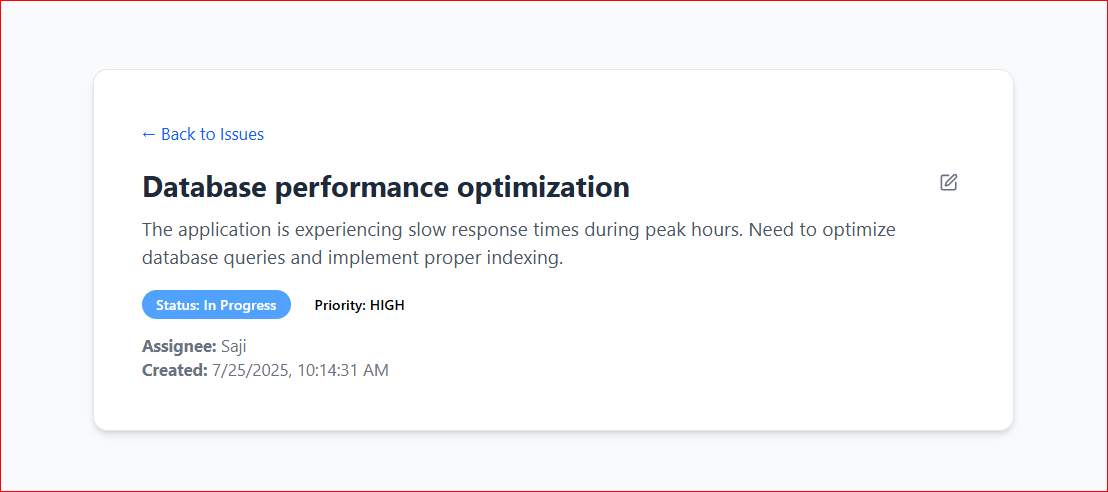 ← Back to Issues
Database performance optimization
The application is experiencing slow response times during peak hours. Need to optimize
database queries and implement proper indexing.
Status: In Progress Priority: HIGH
Assignee: Saji
Created: 7/25/2025, 10:14:31 AM